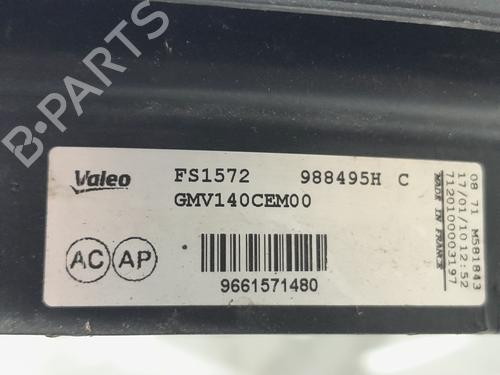 B-PARTS
Valeo FS1572 988495H C
GMV140CEM00
AC AP
9661571480
08 71 M581843
17/01/10 12:52
71201000003197
MADE IN FRANCE